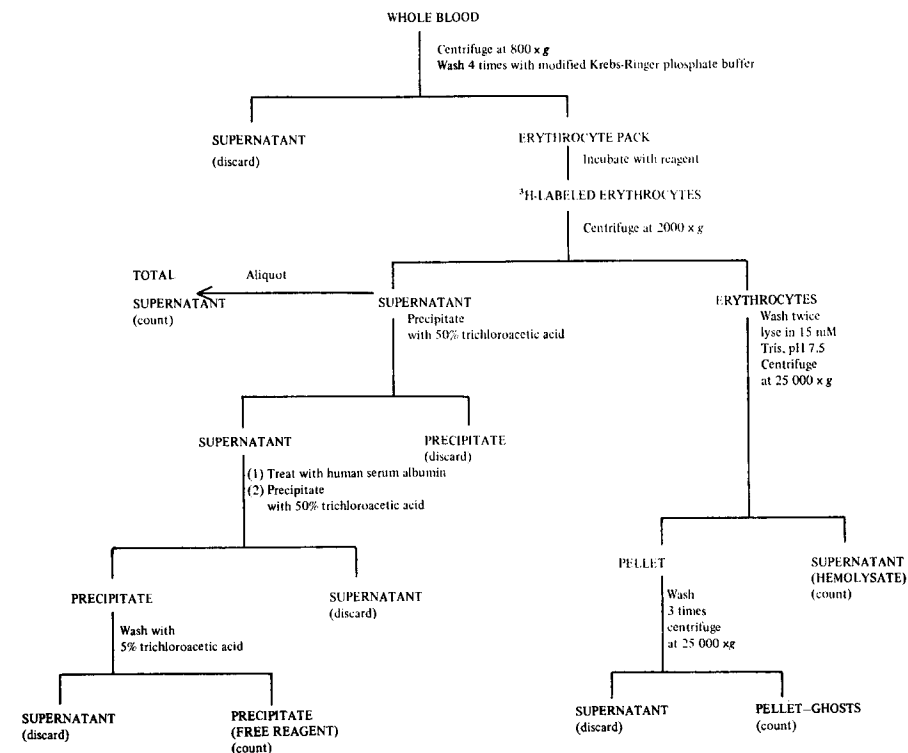 WHOLE BLOOD
Centrifuge at 800 x g
Wash 4 times with modified Krebs-Ringer phosphate buffer
SUPERNATANT
(discard)
ERYTHROCYTE PACK
Incubate with reagent
³H-LABELED ERYTHROCYTES
Centrifuge at 2000 x g
TOTAL
SUPERNATANT
(count)
Aliquot
SUPERNATANT
Precipitate
with 50% trichloroacetic acid
ERYTHROCYTES
Wash twice
lyse in 15 mM
Tris, pH 7.5
Centrifuge
at 25 000 x g
SUPERNATANT
(1) Treat with human serum albumin
(2) Precipitate
with 50% trichloroacetic acid
PRECIPITATE
(discard)
PRECIPITATE
Wash with
5% trichloroacetic acid
SUPERNATANT
(discard)
PELLET
Wash
3 times
centrifuge
at 25 000 xg
SUPERNATANT
(HEMOLYSATE)
(count)
SUPERNATANT
(discard)
PRECIPITATE
(FREE REAGENT)
(count)
SUPERNATANT
(discard)
PELLET–GHOSTS
(count)